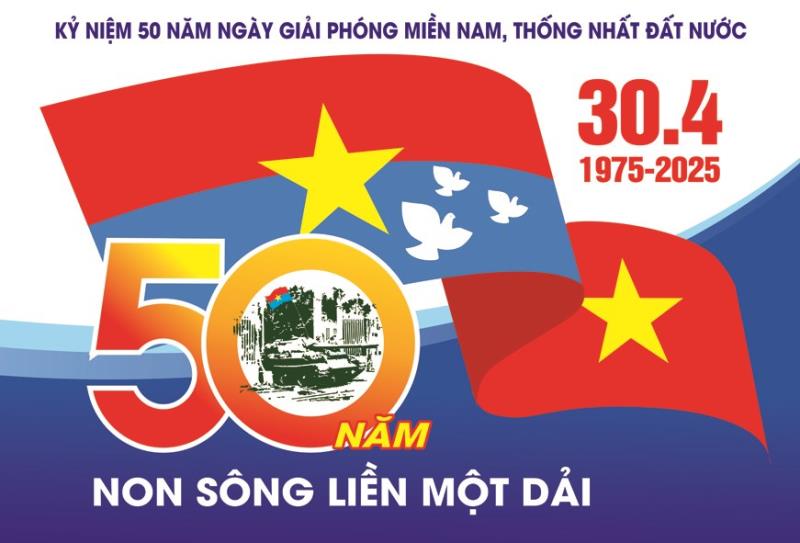 KỶ NIỆM 50 NĂM NGÀY GIẢI PHÓNG MIỀN NAM, THỐNG NHẤT ĐẤT NƯỚC
30.4
1975-2025
50
NĂM
NON SÔNG LIỀN MỘT DẢI